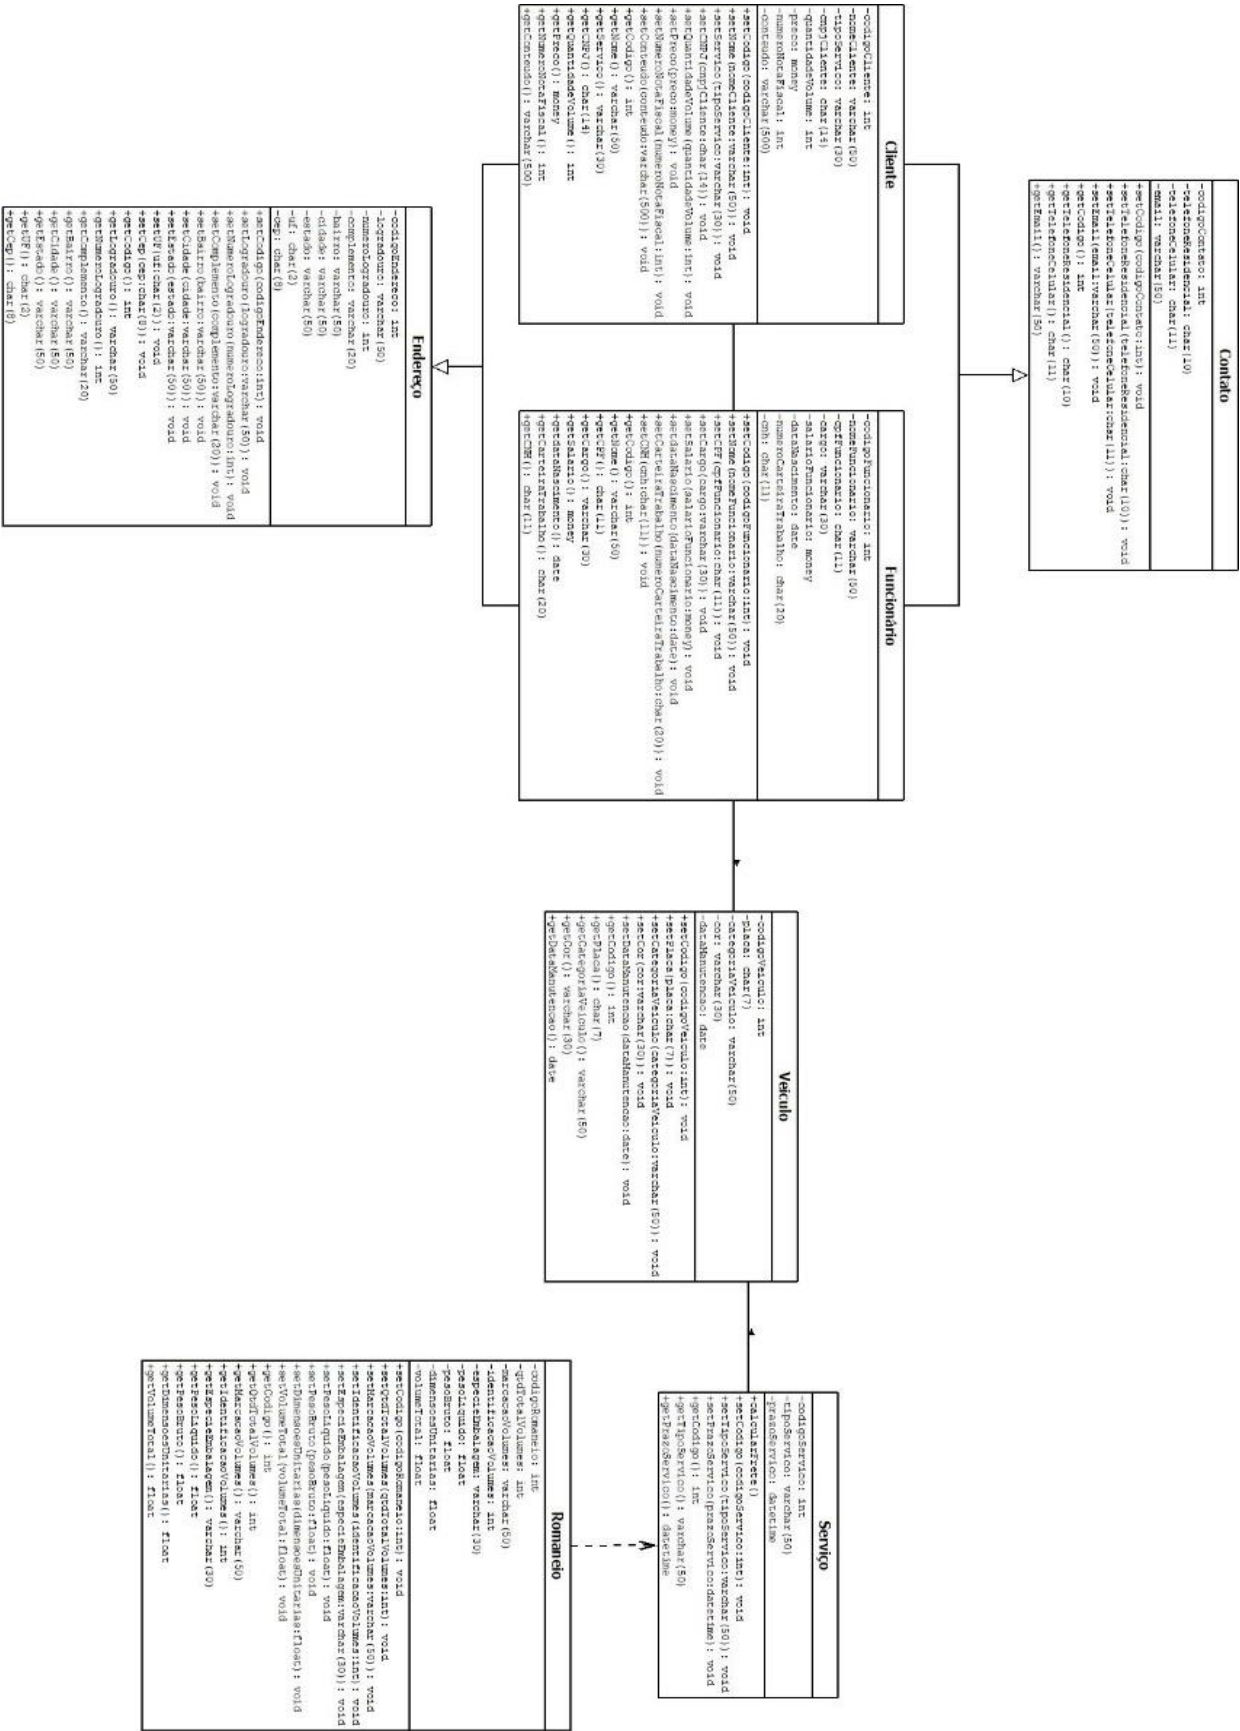 Contato
-codigoContato: int
-telefoneResidencial: char(10)
-telefoneCelular: char(11)
-email: varchar(50)
+setCodigo(codigoContato:int): void
+setTelefoneResidencial(telefoneResidencial:char(10)): void
+setTelefoneCelular(telefoneCelular:char(11)): void
+setEmail(email:varchar(50)): void
+getCodigo(): int
+getTelefoneResidencial(): char(10)
+getTelefoneCelular(): char(11)
+getEmail(): varchar(50)
Cliente
-codigoCliente: int
-nomeCliente: varchar(50)
-tipoServico: varchar(30)
-cnpjCliente: char(14)
-quantidadeVolume: int
-preco: money
-numeroNotaFiscal: int
-conteudo: varchar(500)
+setCodigo(codigoCliente:int): void
+setNome(nomeCliente:varchar(50)): void
+setServico(tipoServico:varchar(30)): void
+setCNPJ(cnpjCliente:char(14)): void
+setQuantidadeVolume(quantidadeVolume:int): void
+setPreco(preco:money): void
+setNumeroNotaFiscal(numeroNotaFiscal:int): void
+setConteudo(conteudo:varchar(500)): void
+getCodigo(): int
+getNome(): varchar(50)
+getServico(): varchar(30)
+getCNPJ(): char(14)
+getQuantidadeVolume(): int
+getPreco(): money
+getNumeroNotaFiscal(): int
+getConteudo(): varchar(500)
Funcionário
-codigoFuncionario: int
-nomeFuncionario: varchar(50)
-cpfFuncionario: char(11)
-cargo: varchar(30)
-salarioFuncionario: money
-dataNascimento: date
-numeroCarteiraTrabalho: char(20)
-cnh: char(11)
+setCodigo(codigoFuncionario:int): void
+setNome(nomeFuncionario:varchar(50)): void
+setCPF(cpfFuncionario:char(11)): void
+setCargo(cargo:varchar(30)): void
+setSalario(salarioFuncionario:money): void
+setdataNascimento(dataNascimento:date): void
+setCarteiraTrabalho(numeroCarteiraTrabalho:char(20)): void
+setCNH(cnh:char(11)): void
+getCodigo(): int
+getNome(): varchar(50)
+getCPF(): char(11)
+getCargo(): varchar(30)
+getSalario(): money
+getdataNascimento(): date
+getCarteiraTrabalho(): char(20)
+getCNH(): char(11)
Veiculo
-codigoVeiculo: int
-placa: char(7)
-categoriaVeiculo: varchar(50)
-cor: varchar(30)
-dataManutencao: date
+setCodigo(codigoVeiculo:int): void
+setPlaca(placa:char(7)): void
+setCategoriaVeiculo(categoriaVeiculo:varchar(50)): void
+setCor(cor:varchar(30)): void
+setDataManutencao(dataManutencao:date): void
+getCodigo(): int
+getPlaca(): char(7)
+getCategoriaVeiculo(): varchar(50)
+getCor(): varchar(30)
+getDataManutencao(): date
Serviço
-codigoServico: int
-tipoServico: varchar(50)
-prazoServico: datetime
+calcularFrete()
+setCodigo(codigoServico:int): void
+setTipoServico(tipoServico:varchar(50)): void
+setPrazoServico(prazoServico:datetime): void
+getCodigo(): int
+getTipoServico(): varchar(50)
+getPrazoServico(): datetime
Endereço
-codigoEndereco: int
-logradouro: varchar(50)
-numeroLogradouro: int
-complemento: varchar(20)
-bairro: varchar(50)
-cidade: varchar(50)
-estado: varchar(50)
-uf: char(2)
-cep: char(8)
+setCodigo(codigoEndereco:int): void
+setLogradouro(logradouro:varchar(50)): void
+setNumeroLogradouro(numeroLogradouro:int): void
+setComplemento(complemento:varchar(20)): void
+setBairro(bairro:varchar(50)): void
+setCidade(cidade:varchar(50)): void
+setEstado(estado:varchar(50)): void
+setUF(uf:char(2)): void
+setCep(cep:char(8)): void
+getCodigo(): int
+getLogradouro(): varchar(50)
+getNumeroLogradouro(): int
+getComplemento(): varchar(20)
+getBairro(): varchar(50)
+getCidade(): varchar(50)
+getEstado(): varchar(50)
+getUF(): char(2)
+getCep(): char(8)
Romaneio
-codigoRomaneio: int
-qtdTotalVolumes: int
-marcacaoVolumes: varchar(50)
-identificacaoVolumes: int
-especieEmbalagem: varchar(30)
-pesoLiquido: float
-pesoBruto: float
-dimensoesUnitarias: float
-volumeTotal: float
+setCodigo(codigoRomaneio:int): void
+setQtdTotalVolumes(qtdTotalVolumes:int): void
+setMarcacaoVolumes(marcacaoVolumes:varchar(50)): void
+setIdentificacaoVolumes(identificacaoVolumes:int): void
+setEspecieEmbalagem(especieEmbalagem:varchar(30)): void
+setPesoLiquido(pesoLiquido:float): void
+setPesoBruto(pesoBruto:float): void
+setDimensoesUnitarias(dimensoesUnitarias:float): void
+setVolumeTotal(volumeTotal:float): void
+getCodigo(): int
+getQtdTotalVolumes(): int
+getMarcacaoVolumes(): varchar(50)
+getIdentificacaoVolumes(): int
+getEspecieEmbalagem(): varchar(30)
+getPesoLiquido(): float
+getPesoBruto(): float
+getDimensoesUnitarias(): float
+getVolumeTotal(): float